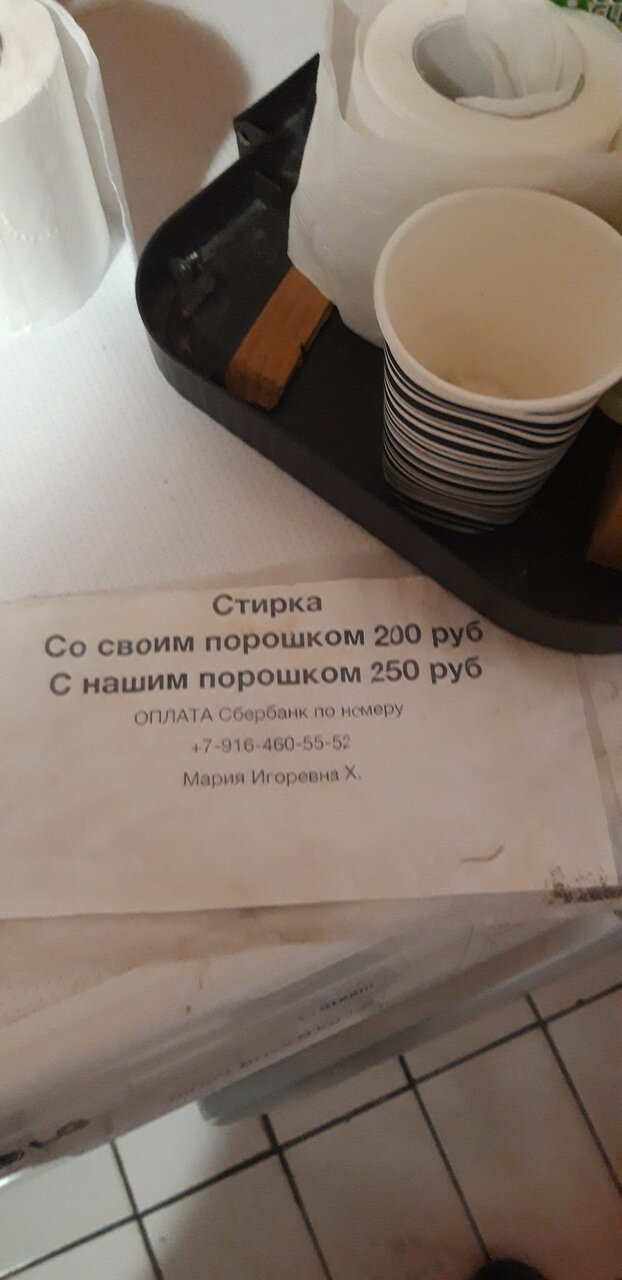 Стирка
Со своим порошком 200 руб
С нашим порошком 250 руб
ОПЛАТА Сбербанк по номеру
+7-916-460-55-52
Мария Игоревна Х.